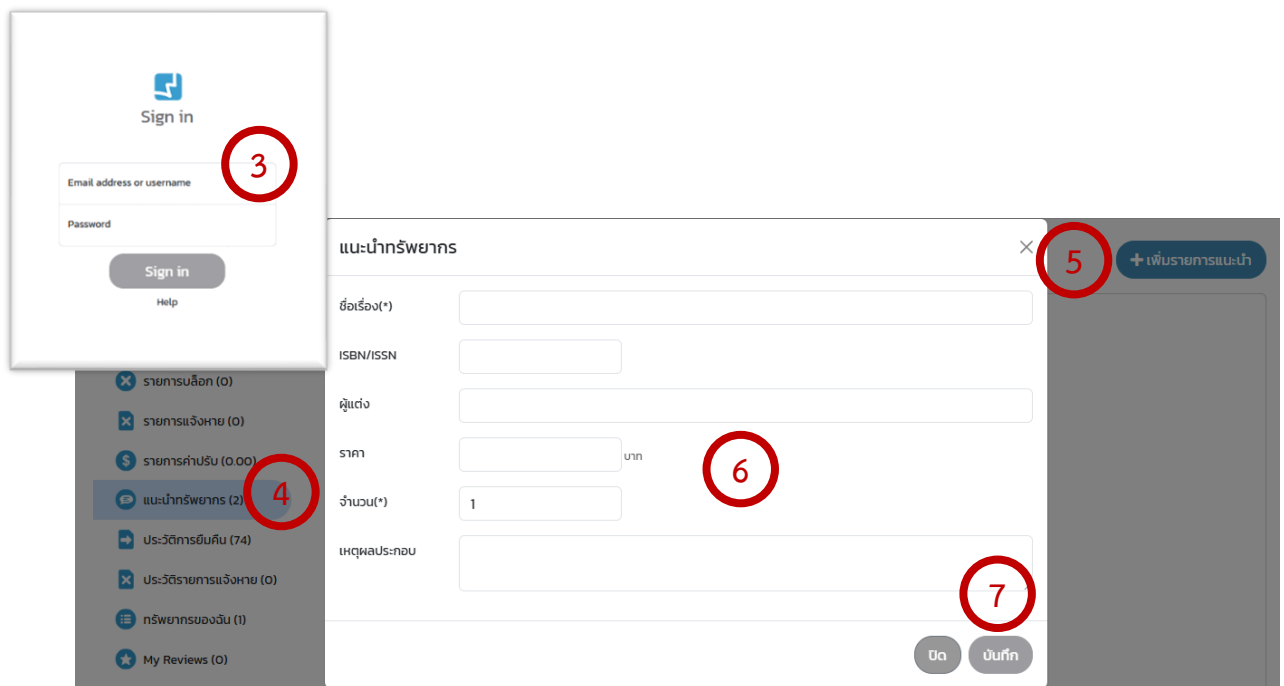 Sign in
3
Email address or username
Password
Sign in
Help
แนะนำทรัพยากร
5
+ เพิ่มรายการแนะนำ
ชื่อเรื่อง(*)
ISBN/ISSN
ผู้แต่ง
ราคา
บาท
6
จำนวน(*)
1
เหตุผลประกอบ
7
ปิด
บันทึก
รายการบล็อก (0)
รายการแจ้งหาย (0)
รายการค่าปรับ (0.00)
แนะนำทรัพยากร (2)
4
ประวัติการยืมคืน (74)
ประวัติรายการแจ้งหาย (0)
ทรัพยากรของฉัน (1)
My Reviews (0)